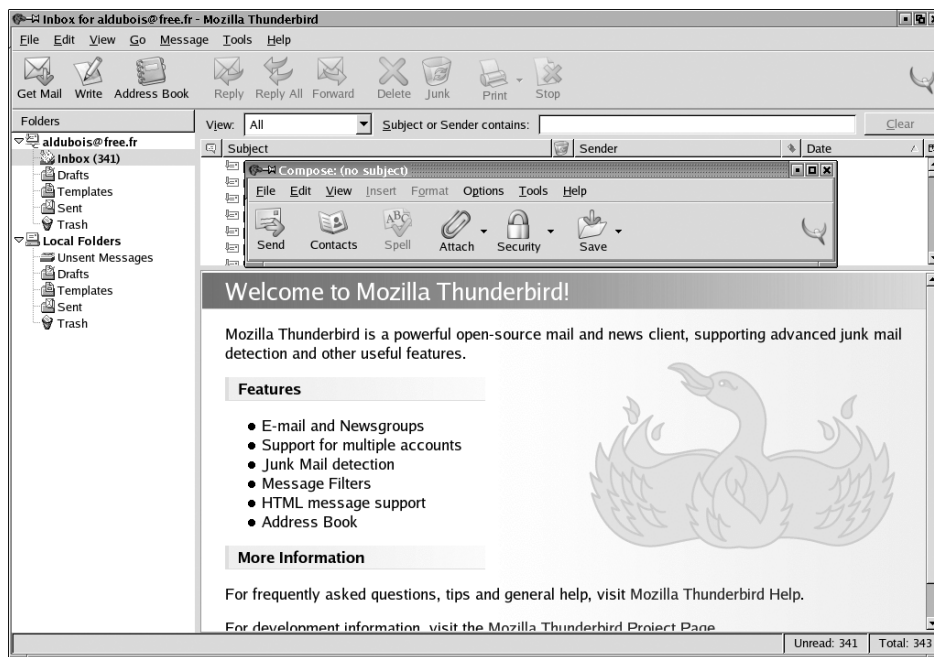 Inbox for aldubois@free.fr - Mozilla Thunderbird
File Edit View Go Message Tools Help
Get Mail Write Address Book Reply Reply All Forward Delete Junk Print Stop
Folders
View: All Subject or Sender contains: Clear
aldubois@free.fr
Subject Sender Date
Inbox (341)
Drafts
Templates
Sent
Trash
Local Folders
Unsent Messages
Drafts
Templates
Sent
Trash
Compose: (no subject)
File Edit View Insert Format Options Tools Help
ABC
Send Contacts Spell Attach Security Save
Welcome to Mozilla Thunderbird!
Mozilla Thunderbird is a powerful open-source mail and news client, supporting advanced junk mail
detection and other useful features.
Features
• E-mail and Newsgroups
• Support for multiple accounts
• Junk Mail detection
• Message Filters
• HTML message support
• Address Book
More Information
For frequently asked questions, tips and general help, visit Mozilla Thunderbird Help.
For development information, visit the Mozilla Thunderbird Project Page
Unread: 341 Total: 343